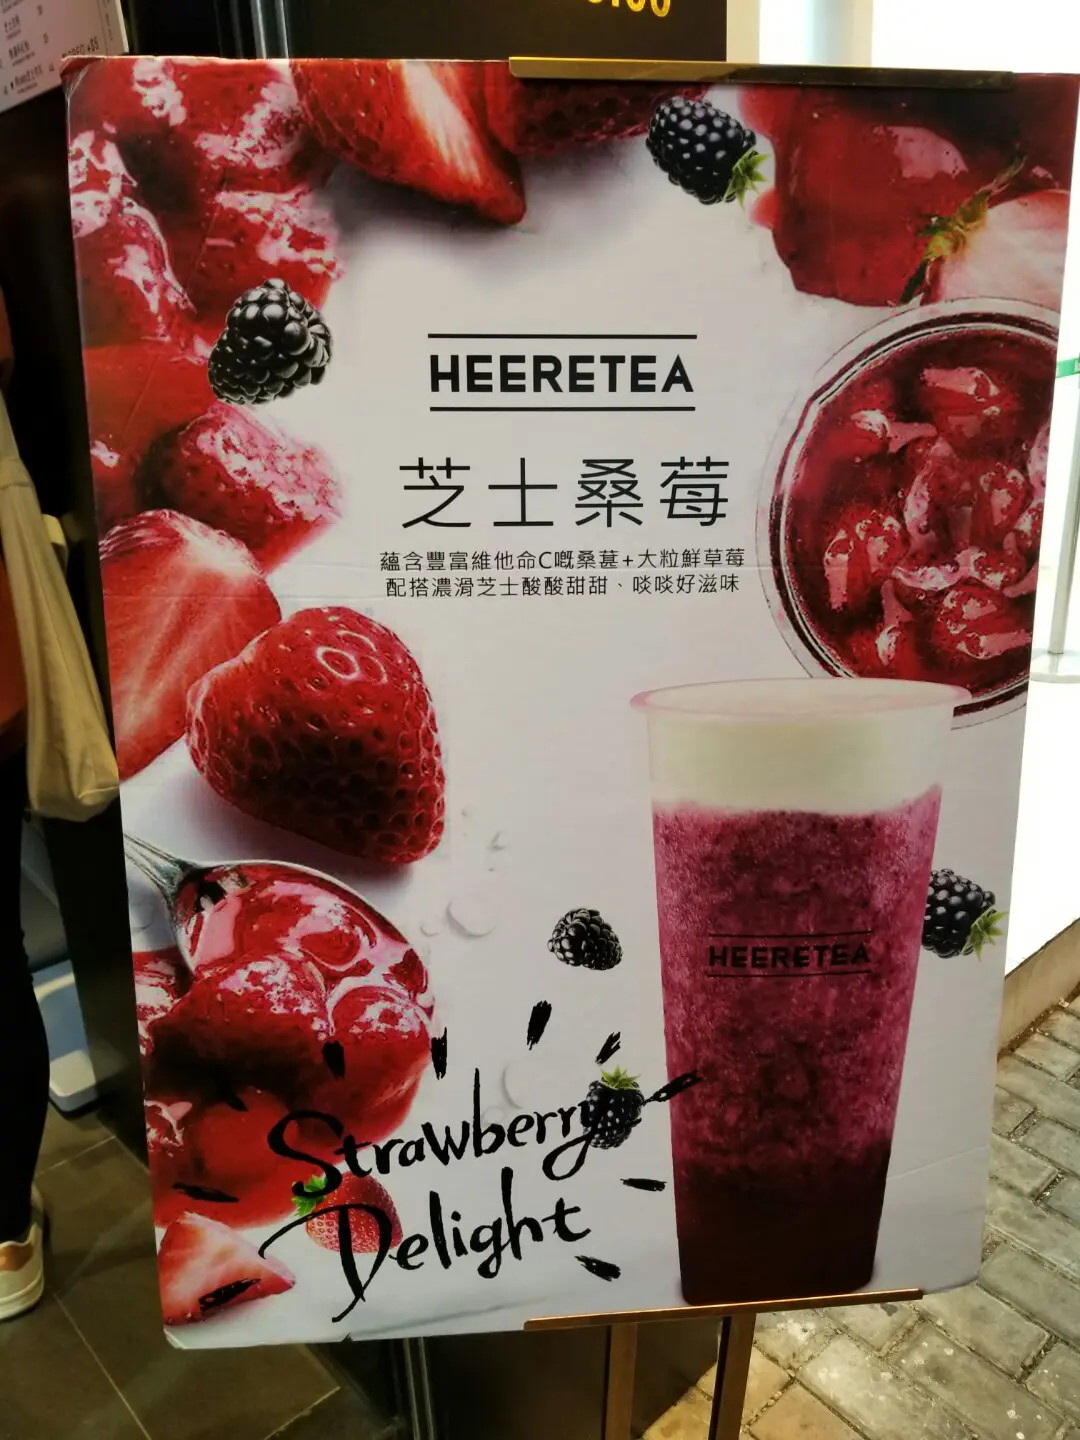 HEERETEA
芝士桑莓
蘊含豐富維他命C嘅桑葚+大粒鮮草莓
配搭濃滑芝士酸酸甜甜、啖啖好滋味
HEERETEA
Strawberry
Delight